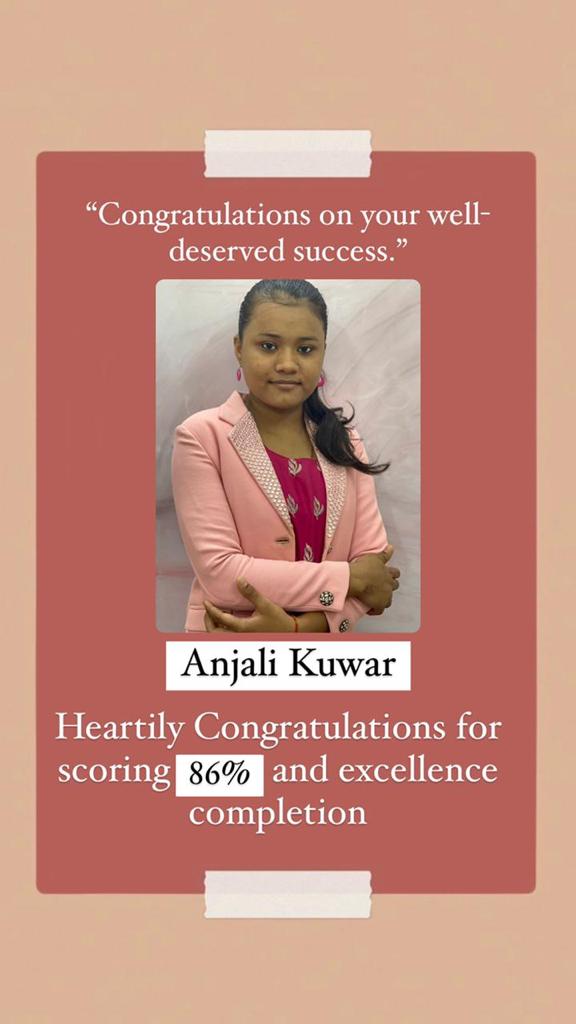 “Congratulations on your well-
deserved success.”
Anjali Kuwar
Heartily Congratulations for
scoring 86% and excellence
completion